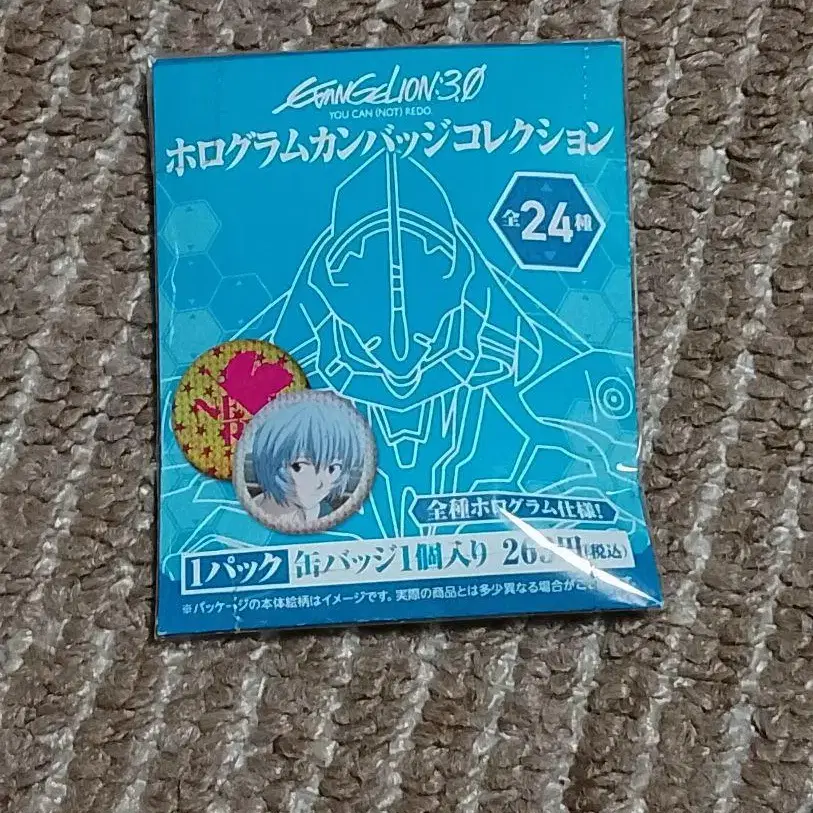 EVANGELION:3.0
YOU CAN (NOT) REDO.
ホログラムカンバッジコレクション
全24種
全種ホログラム仕様!
1パック 缶バッジ1個入り (税込)
※パッケージの本体絵柄はイメージです。実際の商品とは多少異なる場合がござ